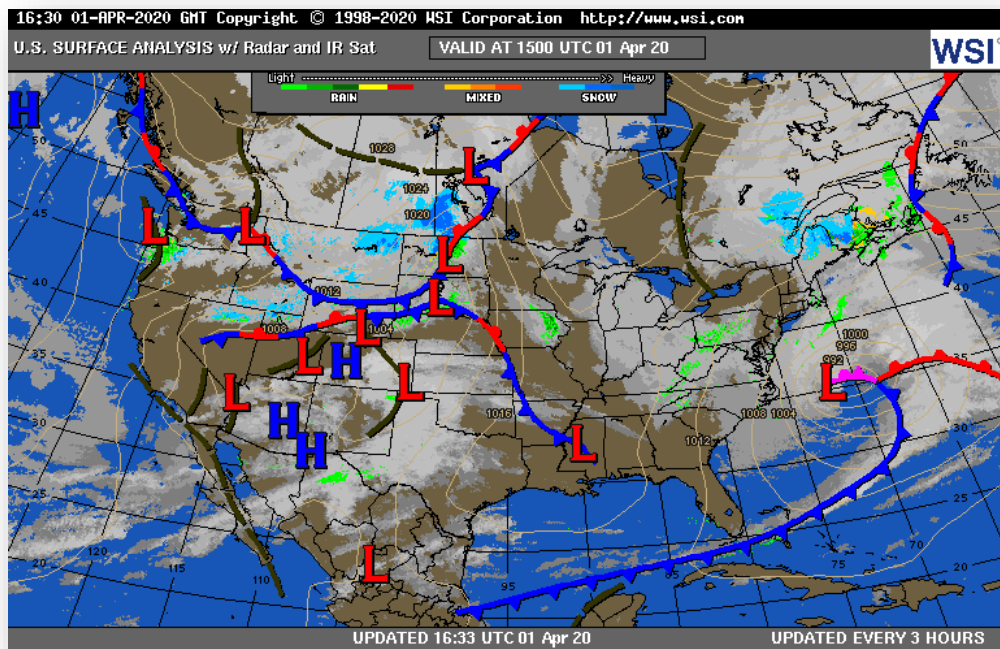 16:30 01-APR-2020 GMT Copyright © 1998-2020 WSI Corporation http://www.wsi.com
U.S. SURFACE ANALYSIS w/ Radar and IR Sat
VALID AT 1500 UTC 01 Apr 20
WSI
Light >> Heavy
RAIN MIXED SNOW
H
1028
50
L
50
1024
45
1020
L
L
45
L
40
1012
L
40
1008
L
1004
1000
35
L
H
996
992
35
L
L
L
30
H
1016
1008 1004
30
H
L
1012
25
25
20
120
L
70
20
115
110
95
85
UPDATED 16:33 UTC 01 Apr 20
UPDATED EVERY 3 HOURS